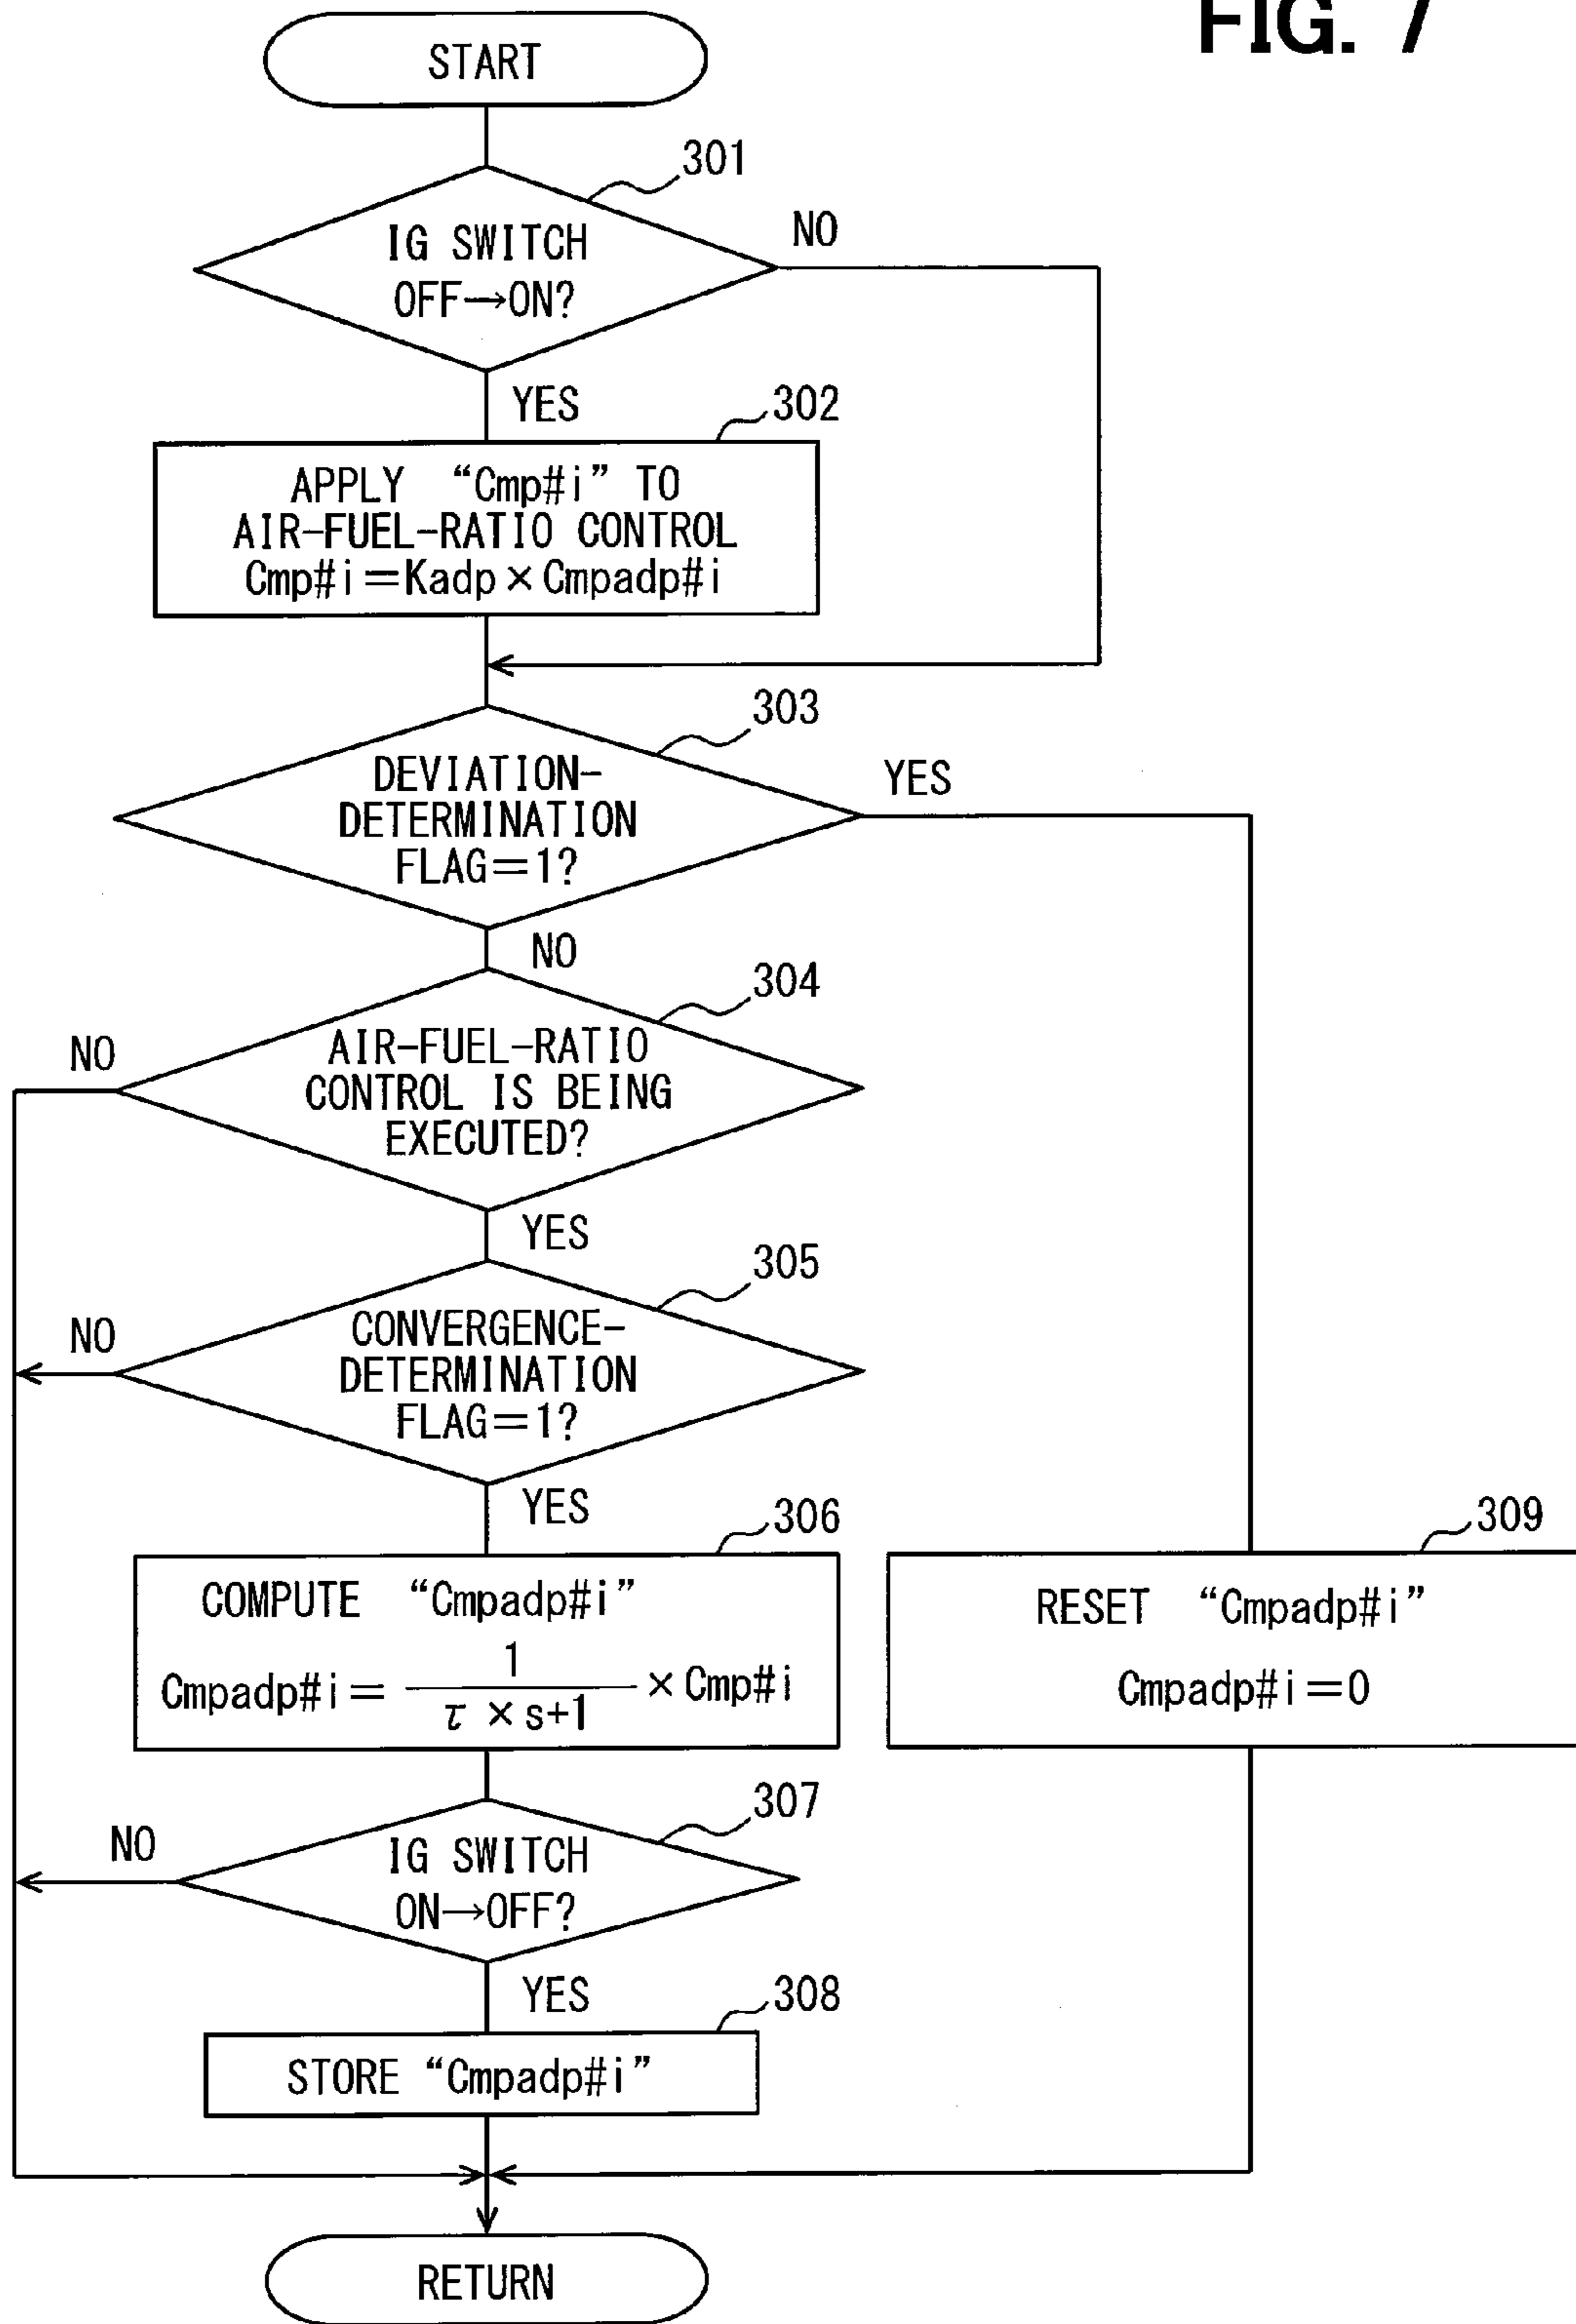 FIG. 7
START
301
IG SWITCH
OFF→ON?
NO
YES
302
APPLY “Cmp#i” TO
AIR-FUEL-RATIO CONTROL
Cmp#i=Kadp×Cmpadp#i
303
DEVIATION-
DETERMINATION
FLAG=1?
YES
NO
304
AIR-FUEL-RATIO
CONTROL IS BEING
EXECUTED?
NO
YES
305
CONVERGENCE-
DETERMINATION
FLAG=1?
NO
YES
306
COMPUTE “Cmpadp#i”
Cmpadp#i= 1 / τ×s+1 ×Cmp#i
309
RESET “Cmpadp#i”
Cmpadp#i=0
307
IG SWITCH
ON→OFF?
NO
YES
308
STORE “Cmpadp#i”
RETURN